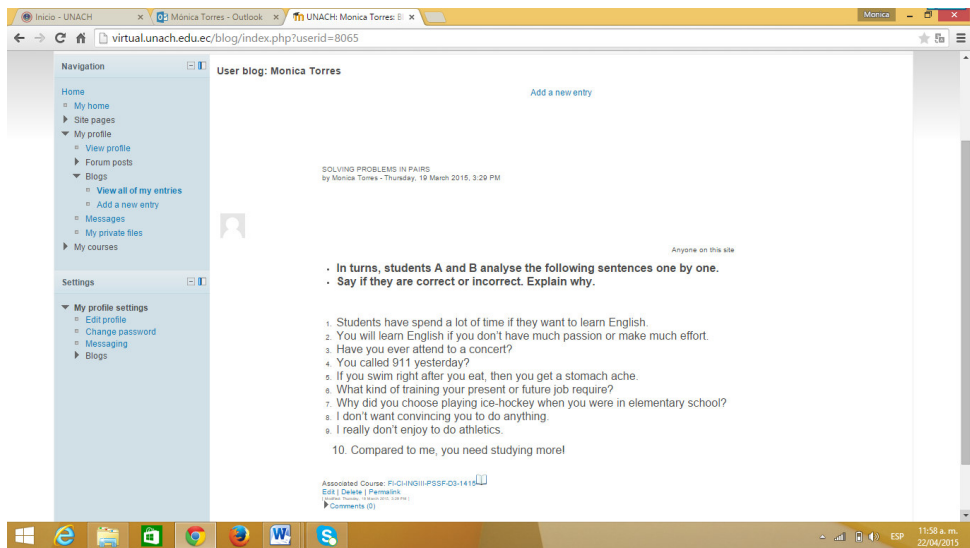 Inicio - UNACH
Mónica Torres - Outlook
UNACH: Monica Torres: Bl
Monica
virtual.unach.edu.ec/blog/index.php?userid=8065
Navigation
Home
My home
Site pages
My profile
View profile
Forum posts
Blogs
View all of my entries
Add a new entry
Messages
My private files
My courses
Settings
My profile settings
Edit profile
Change password
Messaging
Blogs
User blog: Monica Torres
Add a new entry
SOLVING PROBLEMS IN PAIRS
by Monica Torres - Thursday, 19 March 2015, 3:29 PM
Anyone on this site
• In turns, students A and B analyse the following sentences one by one.
• Say if they are correct or incorrect. Explain why.
1. Students have spend a lot of time if they want to learn English.
2. You will learn English if you don't have much passion or make much effort.
3. Have you ever attend to a concert?
4. You called 911 yesterday?
5. If you swim right after you eat, then you get a stomach ache.
6. What kind of training your present or future job require?
7. Why did you choose playing ice-hockey when you were in elementary school?
8. I don't want convincing you to do anything.
9. I really don't enjoy to do athletics.
10. Compared to me, you need studying more!
Associated Course: FI-CI-INGIII-PSSF-D3-1415
Edit | Delete | Permalink
Comments (0)
ESP
11:58 a. m.
22/04/2015